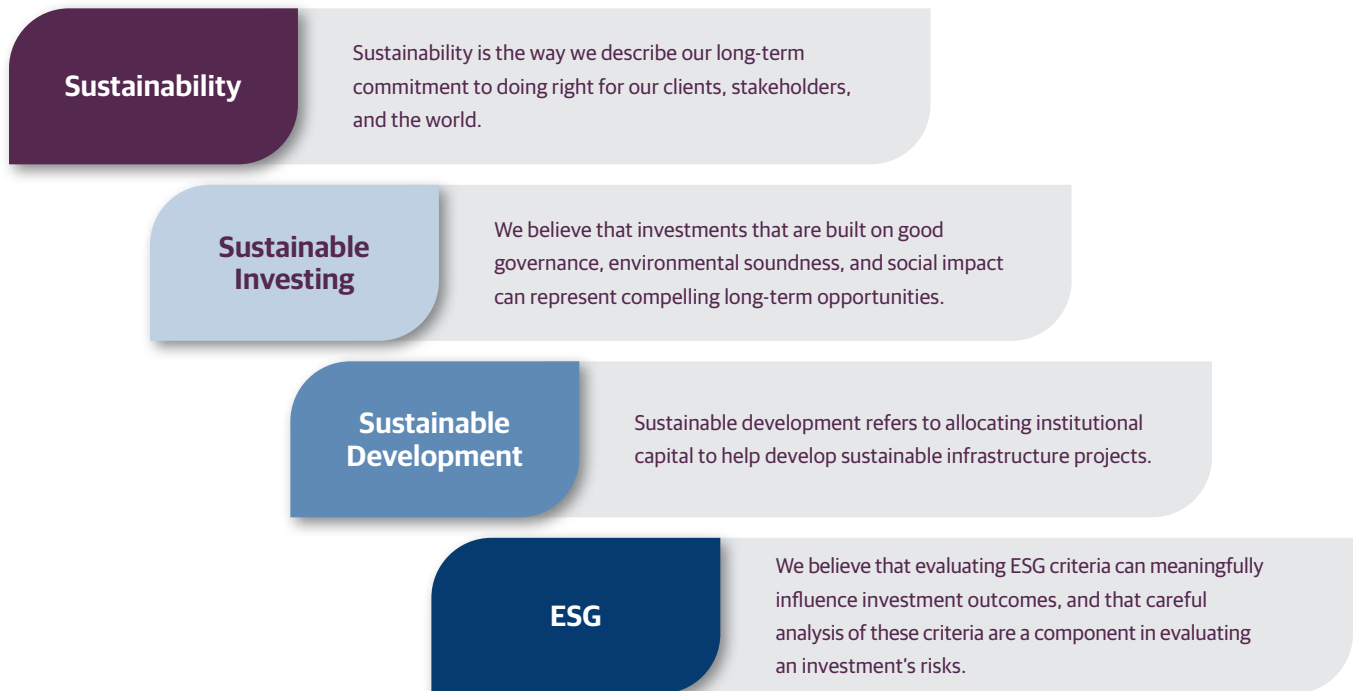 Sustainability
Sustainability is the way we describe our long-term
commitment to doing right for our clients, stakeholders,
and the world.
Sustainable
Investing
We believe that investments that are built on good
governance, environmental soundness, and social impact
can represent compelling long-term opportunities.
Sustainable
Development
Sustainable development refers to allocating institutional
capital to help develop sustainable infrastructure projects.
ESG
We believe that evaluating ESG criteria can meaningfully
influence investment outcomes, and that careful
analysis of these criteria are a component in evaluating
an investment’s risks.